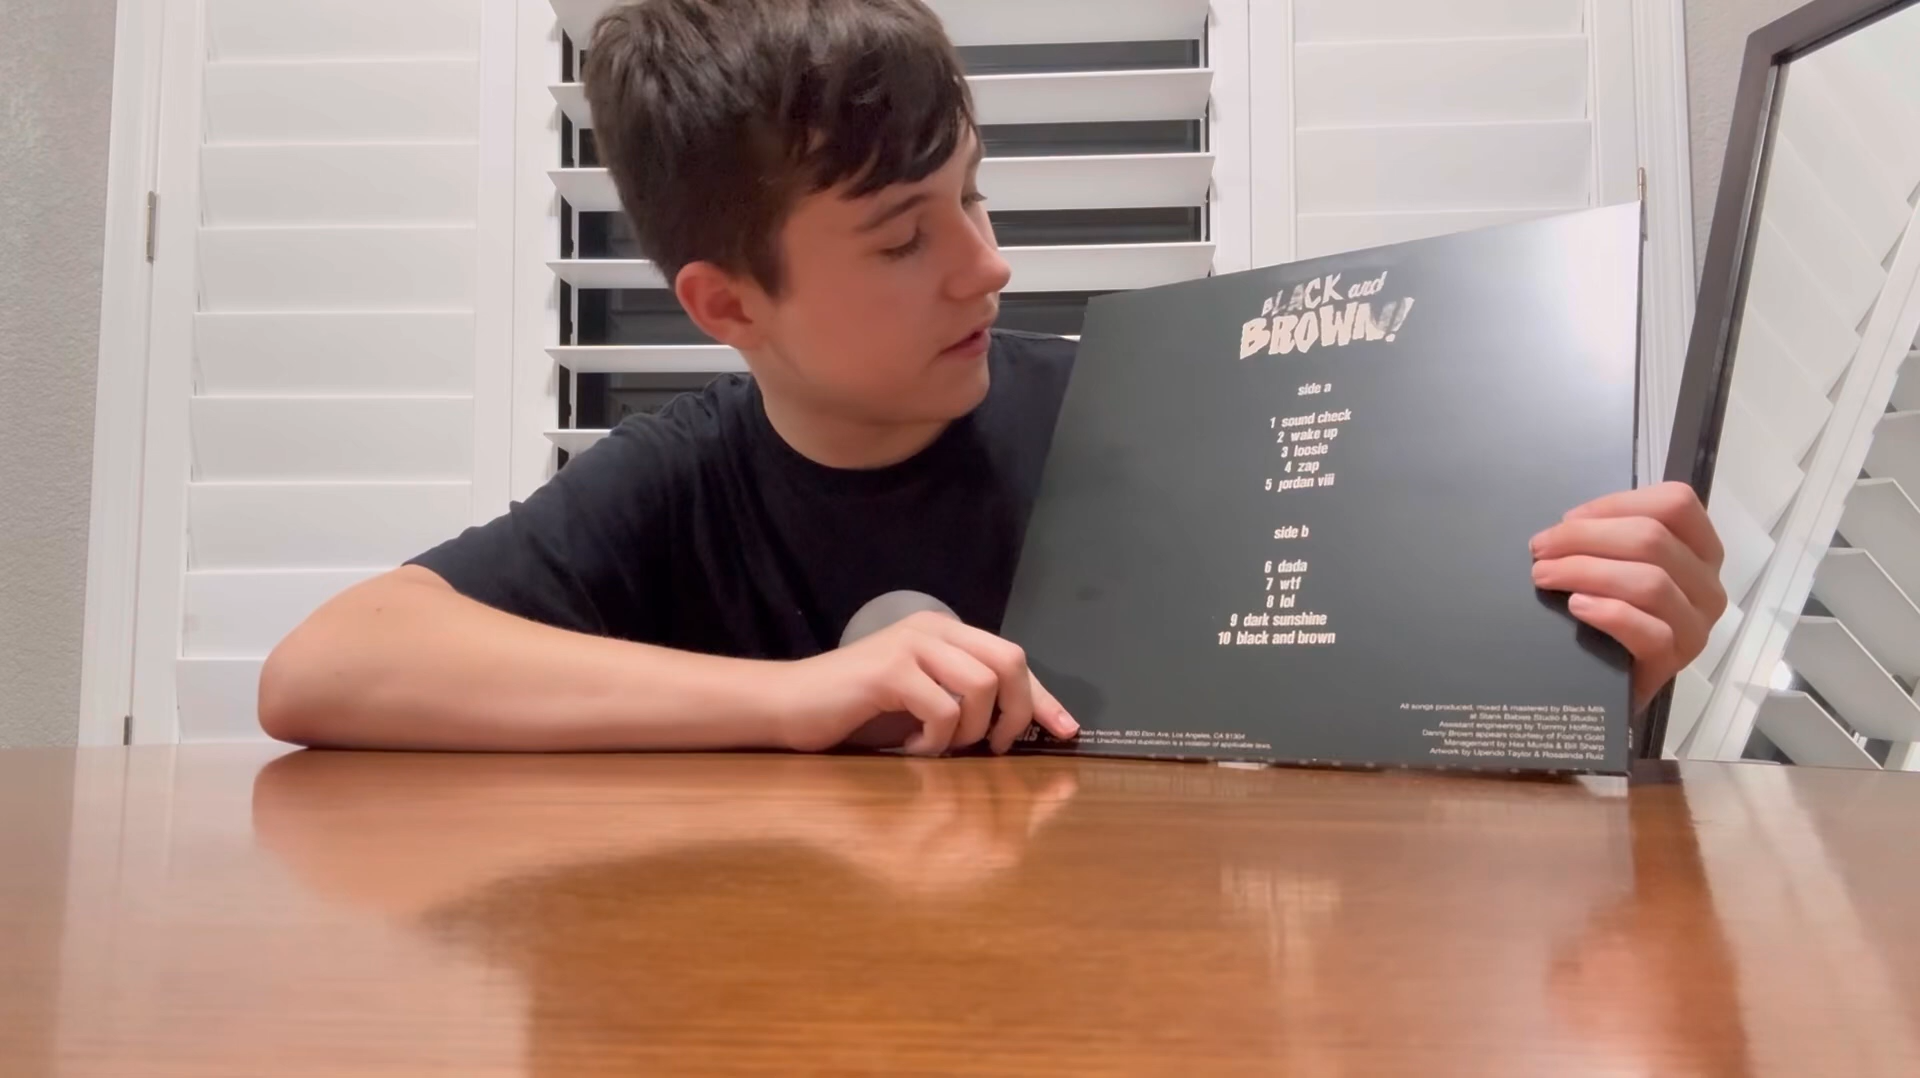 BLACK and
BROWN!
side a
1 sound check
2 wake up
3 loosie
4 zap
5 jordan viii
side b
6 dada
7 wtf
8 lol
9 dark sunshine
10 black and brown
All songs produced, mixed & mastered by Black Milk
at Stank Babies Studio & Studio 1
Assistant engineering by Tommy Hoffman
Danny Brown appears courtesy of Fool's Gold
Management by Hex Murda & Bill Sharp
Artwork by Upendo Taylor & Rosalinda Ruiz
Beats Records, 8930 Eton Ave, Los Angeles, CA 91304
Unauthorized duplication is a violation of applicable laws.